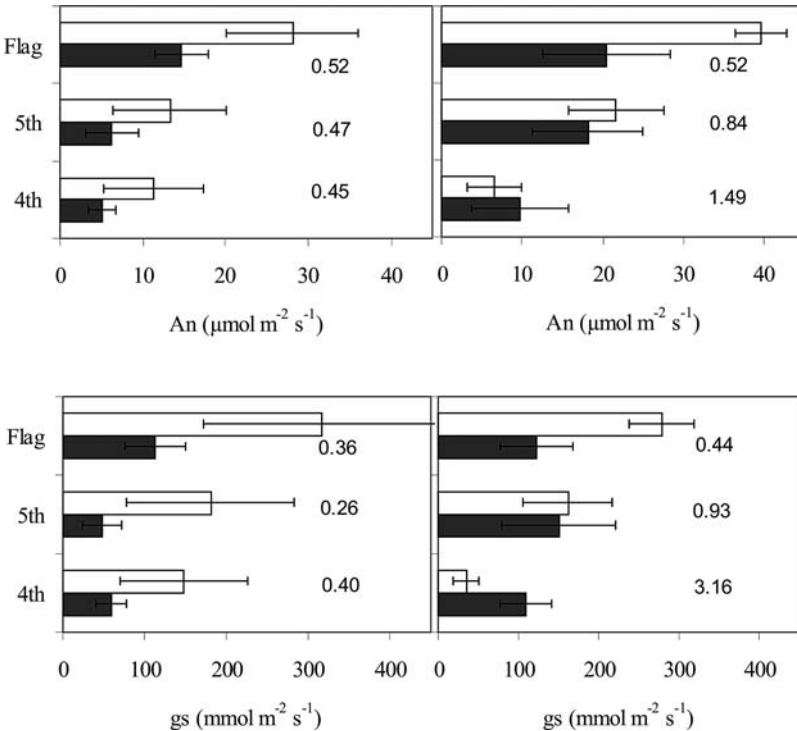 Flag
0.52
0.52
5th
0.47
0.84
4th
0.45
1.49
0 10 20 30 40
0 10 20 30 40
An (µmol m-2 s-1)
An (µmol m-2 s-1)
Flag
0.36
0.44
5th
0.26
0.93
4th
0.40
3.16
0 100 200 300 400
0 100 200 300 400
gs (mmol m-2 s-1)
gs (mmol m-2 s-1)